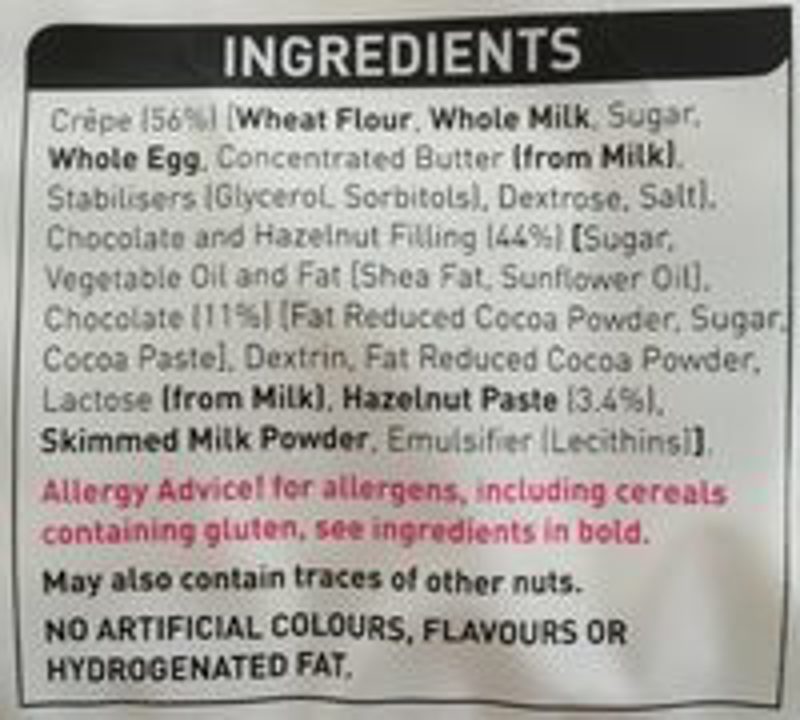 INGREDIENTS
Crêpe (56%) [Wheat Flour, Whole Milk, Sugar,
Whole Egg, Concentrated Butter (from Milk),
Stabilisers (Glycerol, Sorbitols), Dextrose, Salt],
Chocolate and Hazelnut Filling (44%) [Sugar,
Vegetable Oil and Fat (Shea Fat, Sunflower Oil),
Chocolate (11%) (Fat Reduced Cocoa Powder, Sugar,
Cocoa Paste), Dextrin, Fat Reduced Cocoa Powder,
Lactose (from Milk), Hazelnut Paste (3.4%),
Skimmed Milk Powder, Emulsifier (Lecithins)].
Allergy Advice! for allergens, including cereals
containing gluten, see ingredients in bold.
May also contain traces of other nuts.
NO ARTIFICIAL COLOURS, FLAVOURS OR
HYDROGENATED FAT.